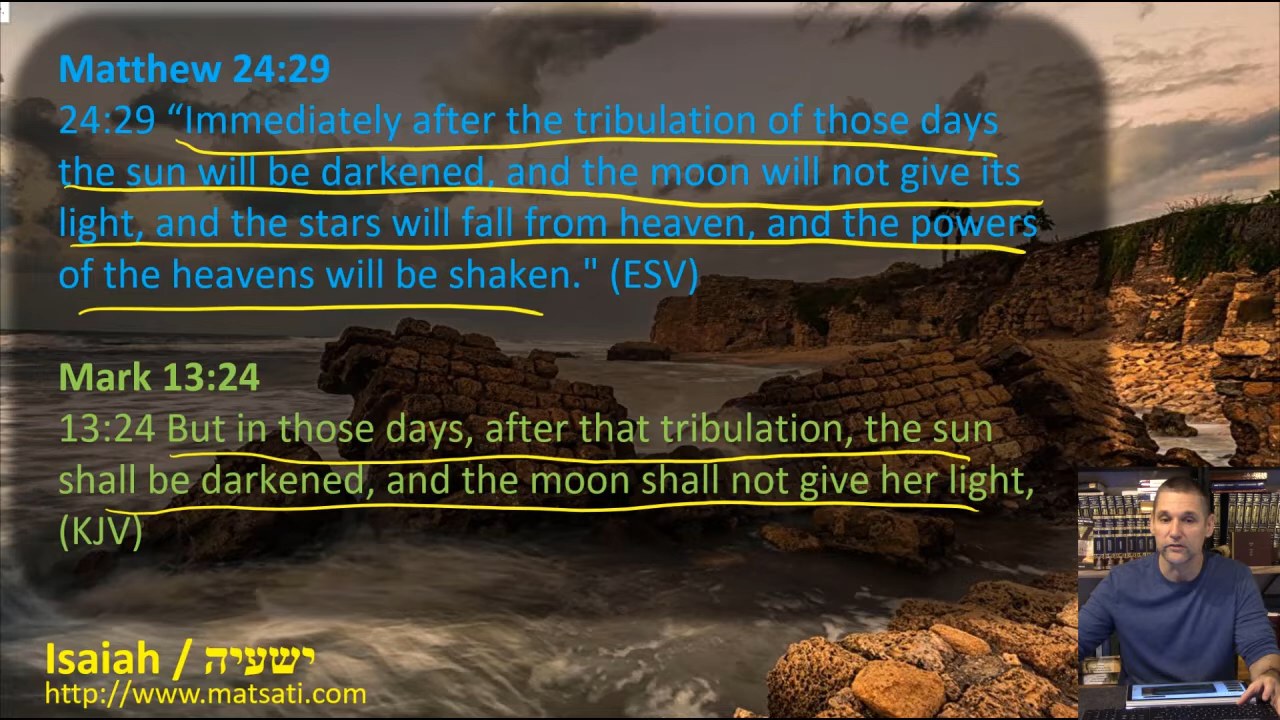 Matthew 24:29
24:29 “Immediately after the tribulation of those days
the sun will be darkened, and the moon will not give its
light, and the stars will fall from heaven, and the powers
of the heavens will be shaken." (ESV)
Mark 13:24
13:24 But in those days, after that tribulation, the sun
shall be darkened, and the moon shall not give her light,
(KJV)
Isaiah / ישעיה
http://www.matsati.com